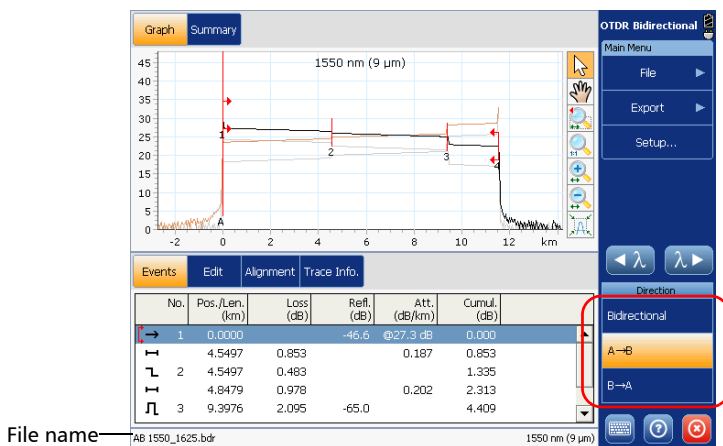 Graph Summary
OTDR Bidirectional
Main Menu
File
Export
Setup...
1550 nm (9 µm)
45
40
35
30
25
20
15
10
5
0
1
2
3
4
A
-2 0 2 4 6 8 10 12 km
1:1
λ λ
Direction
Bidirectional
A→B
B→A
Events Edit Alignment Trace Info.
No. Pos./Len. (km) Loss (dB) Refl. (dB) Att. (dB/km) Cumul. (dB)
1 0.0000 -46.6 @27.3 dB 0.000
4.5497 0.853 0.187 0.853
2 4.5497 0.483 1.335
4.8479 0.978 0.202 2.313
3 9.3976 2.095 -65.0 4.409
File name
AB 1550_1625.bdr
1550 nm (9 µm)